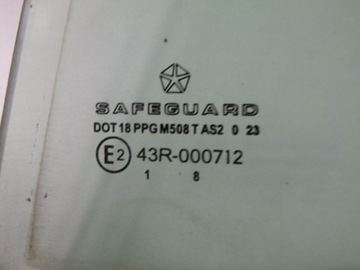 SAFEGUARD
DOT 18 PPG M508 T AS2 0 23
E2 43R-000712
1 8